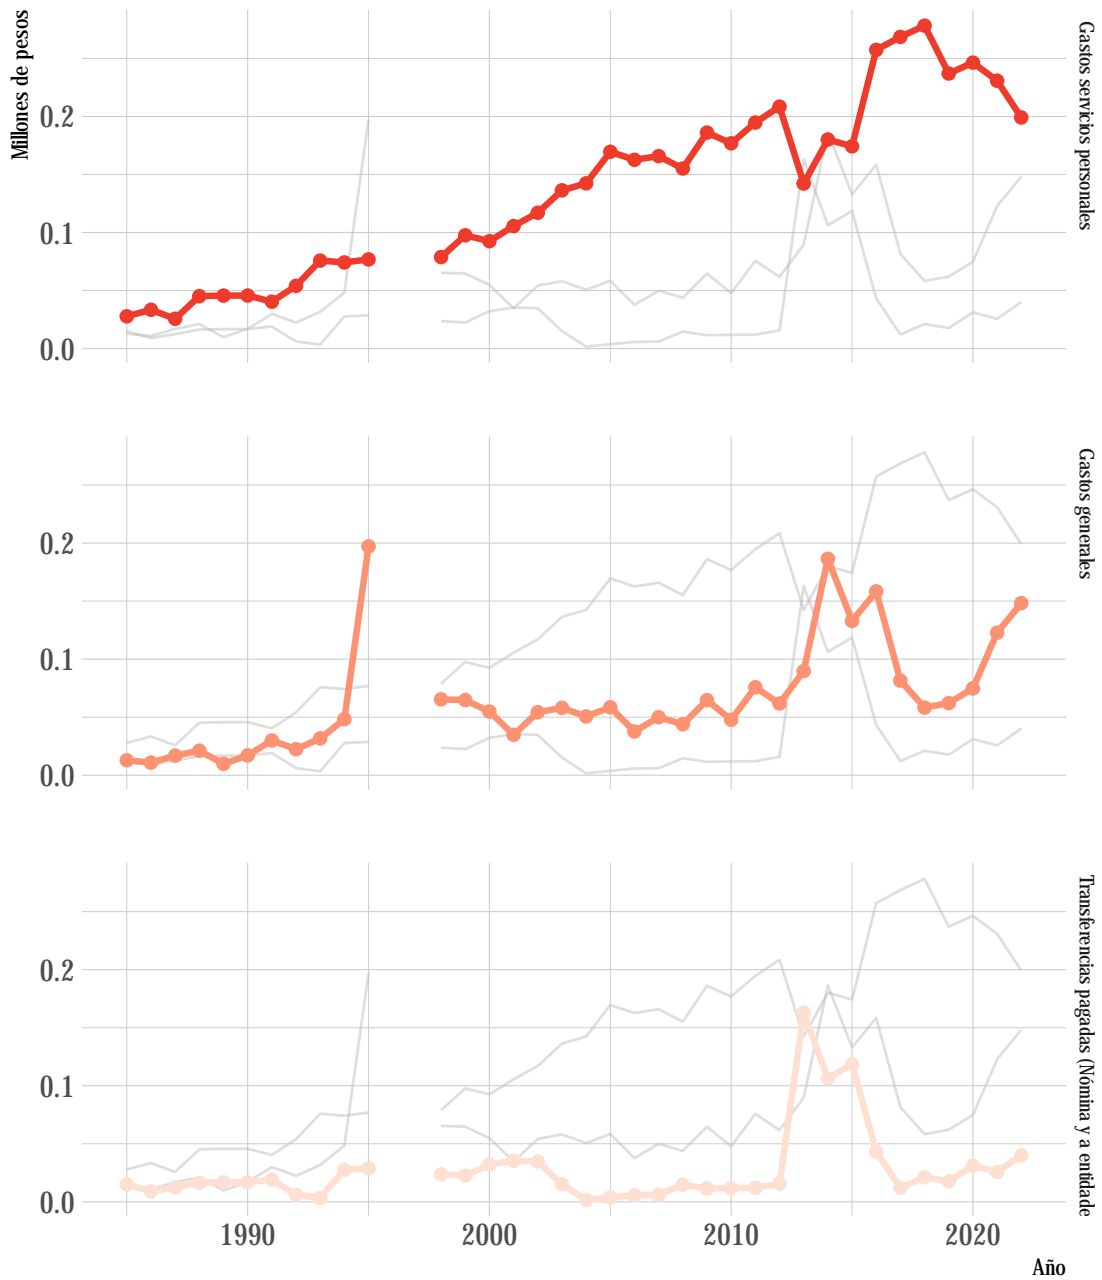 Millones de pesos
0.2
0.1
0.0
Gastos servicios personales
0.2
0.1
0.0
Gastos generales
0.2
0.1
0.0
Transferencias pagadas (Nómina y a entidade
1990 2000 2010 2020
Año